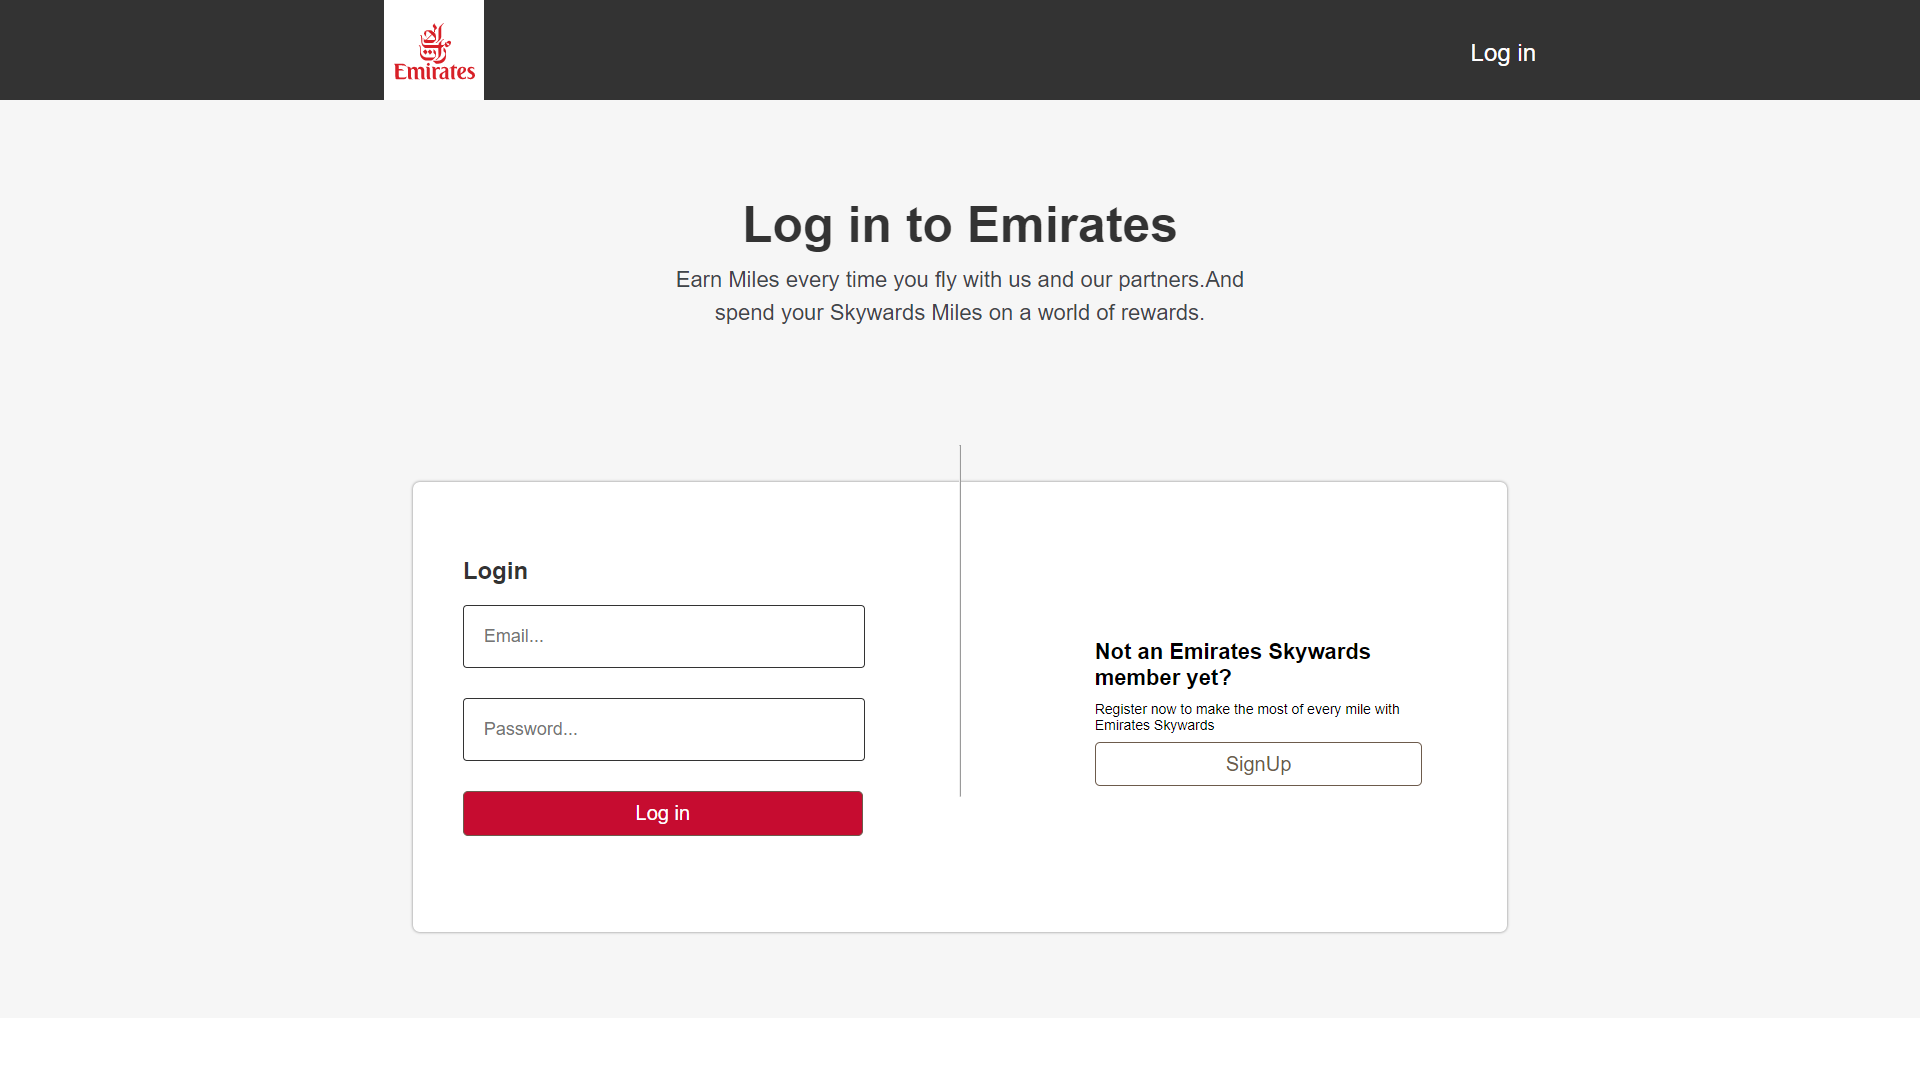 Emirates
Log in
Log in to Emirates
Earn Miles every time you fly with us and our partners.And
spend your Skywards Miles on a world of rewards.
Login
Email...
Password...
Log in
Not an Emirates Skywards
member yet?
Register now to make the most of every mile with
Emirates Skywards
SignUp